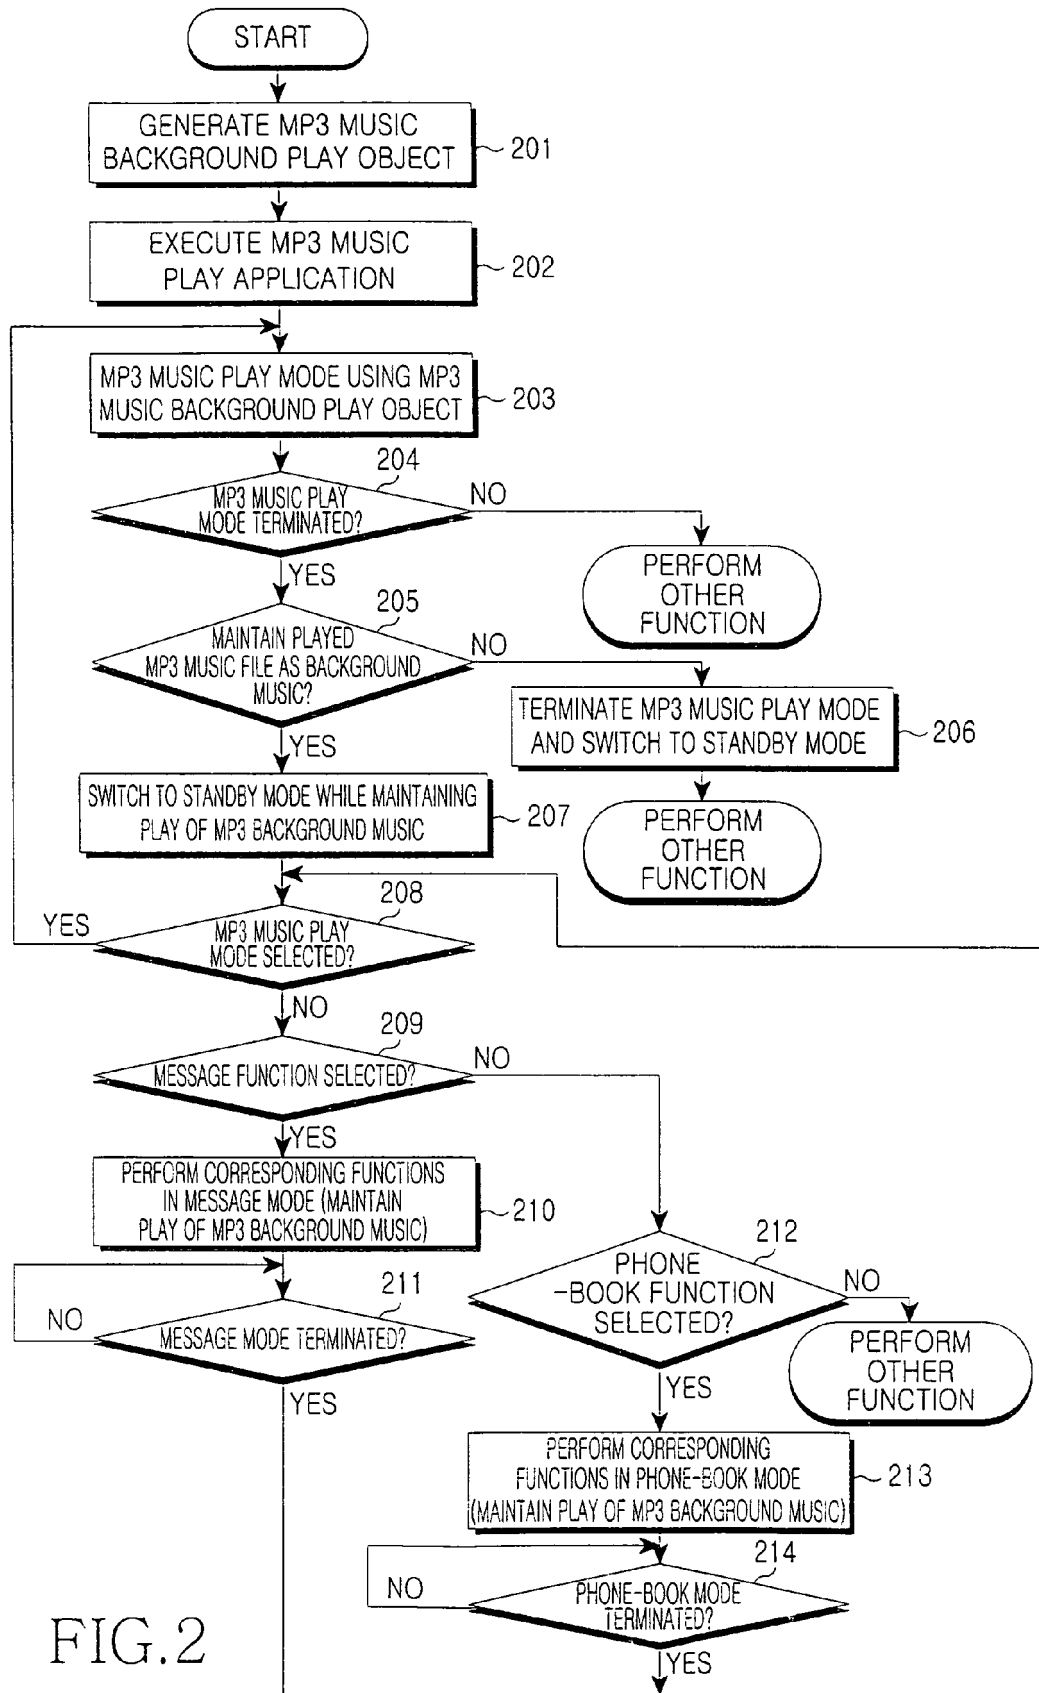 START
GENERATE MP3 MUSIC
BACKGROUND PLAY OBJECT
201
EXECUTE MP3 MUSIC
PLAY APPLICATION
202
MP3 MUSIC PLAY MODE USING MP3
MUSIC BACKGROUND PLAY OBJECT
203
204
MP3 MUSIC PLAY
MODE TERMINATED?
NO
YES
PERFORM
OTHER
FUNCTION
205
MAINTAIN PLAYED
MP3 MUSIC FILE AS BACKGROUND
MUSIC?
NO
YES
TERMINATE MP3 MUSIC PLAY MODE
AND SWITCH TO STANDBY MODE
206
SWITCH TO STANDBY MODE WHILE MAINTAINING
PLAY OF MP3 BACKGROUND MUSIC
207
PERFORM
OTHER
FUNCTION
208
YES
MP3 MUSIC PLAY
MODE SELECTED?
NO
209
MESSAGE FUNCTION SELECTED?
NO
YES
PERFORM CORRESPONDING FUNCTIONS
IN MESSAGE MODE (MAINTAIN
PLAY OF MP3 BACKGROUND MUSIC)
210
211
NO
MESSAGE MODE TERMINATED?
YES
212
PHONE
-BOOK FUNCTION
SELECTED?
NO
YES
PERFORM
OTHER
FUNCTION
PERFORM CORRESPONDING
FUNCTIONS IN PHONE-BOOK MODE
(MAINTAIN PLAY OF MP3 BACKGROUND MUSIC)
213
214
NO
PHONE-BOOK MODE
TERMINATED?
YES
FIG.2